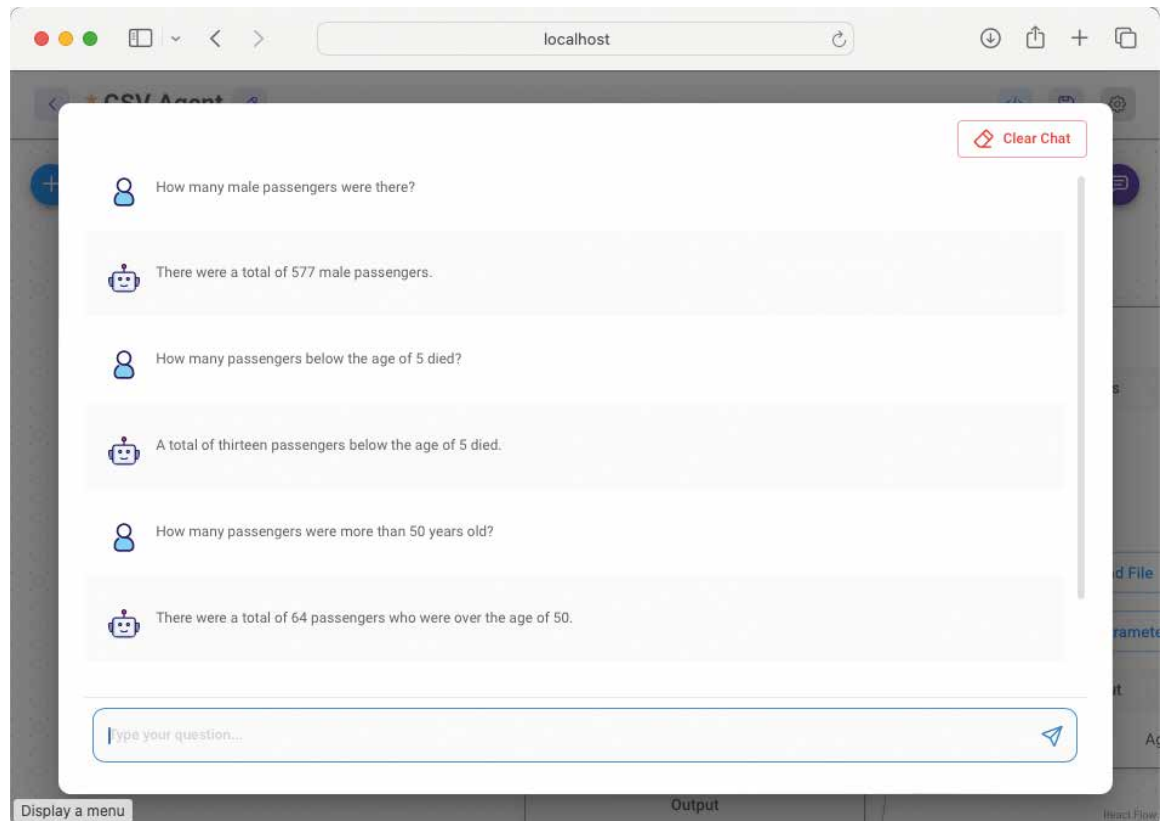 localhost
CSV Agent
Clear Chat
How many male passengers were there?
There were a total of 577 male passengers.
How many passengers below the age of 5 died?
A total of thirteen passengers below the age of 5 died.
How many passengers were more than 50 years old?
There were a total of 64 passengers who were over the age of 50.
Type your question...
Display a menu
Output
React Flow